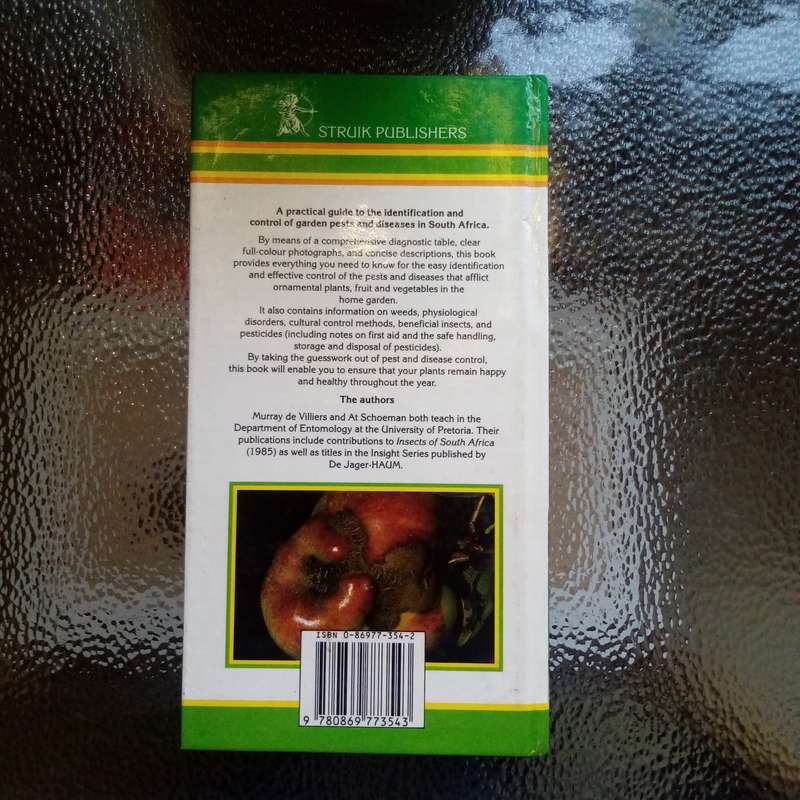 STRUIK PUBLISHERS
A practical guide to the identification and
control of garden pests and diseases in South Africa.
By means of a comprehensive diagnostic table, clear
full-colour photographs, and concise descriptions, this book
provides everything you need to know for the easy identification
and effective control of the pests and diseases that afflict
ornamental plants, fruit and vegetables in the
home garden.
It also contains information on weeds, physiological
disorders, cultural control methods, beneficial insects, and
pesticides (including notes on first aid and the safe handling,
storage and disposal of pesticides).
By taking the guesswork out of pest and disease control,
this book will enable you to ensure that your plants remain happy
and healthy throughout the year.
The authors
Murray de Villiers and At Schoeman both teach in the
Department of Entomology at the University of Pretoria. Their
publications include contributions to Insects of South Africa
(1985) as well as titles in the Insight Series published by
De Jager-HAUM.
ISBN 0-86977-354-2
9 780869 773543